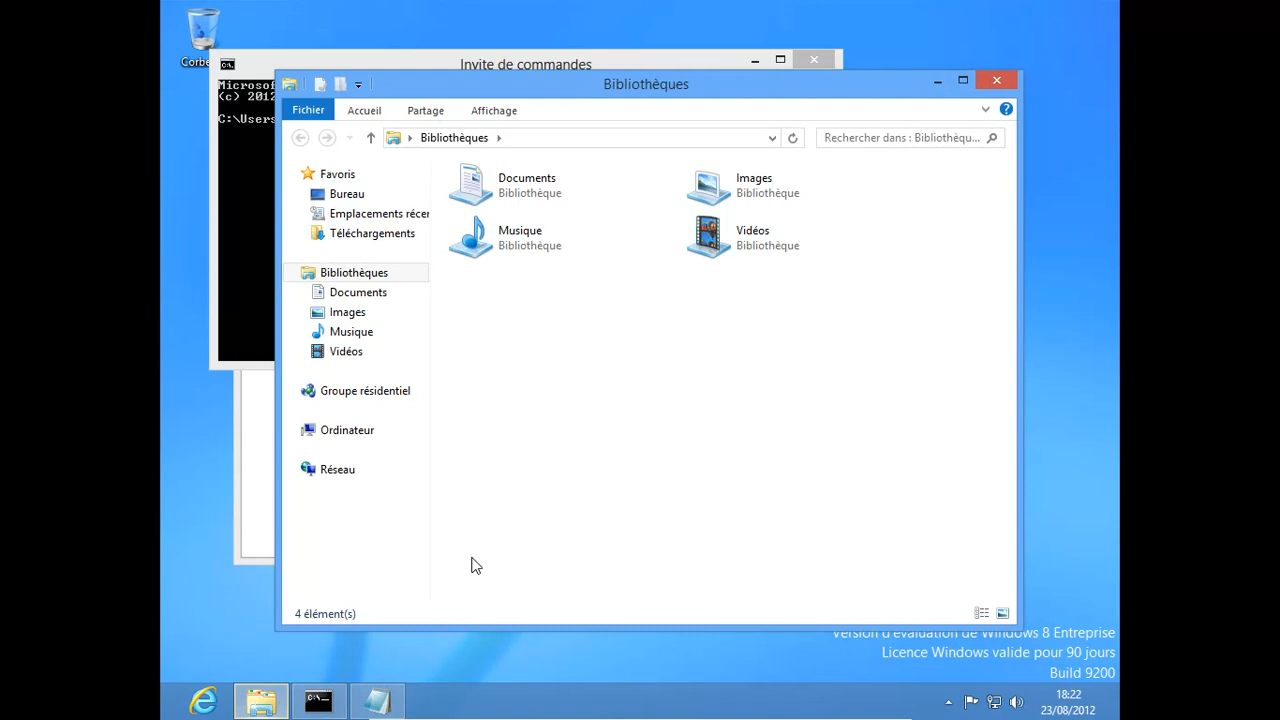 Invite de commandes
Microsof
(c) 2012
C:\Users
Bibliothèques
Fichier
Accueil
Partage
Affichage
Bibliothèques
Rechercher dans : Bibliothèqu...
Favoris
Bureau
Emplacements récer
Téléchargements
Bibliothèques
Documents
Images
Musique
Vidéos
Groupe résidentiel
Ordinateur
Réseau
Documents
Bibliothèque
Images
Bibliothèque
Musique
Bibliothèque
Vidéos
Bibliothèque
4 élément(s)
Corbe
Version d'évaluation de Windows 8 Entreprise
Licence Windows valide pour 90 jours
Build 9200
18:22
23/08/2012